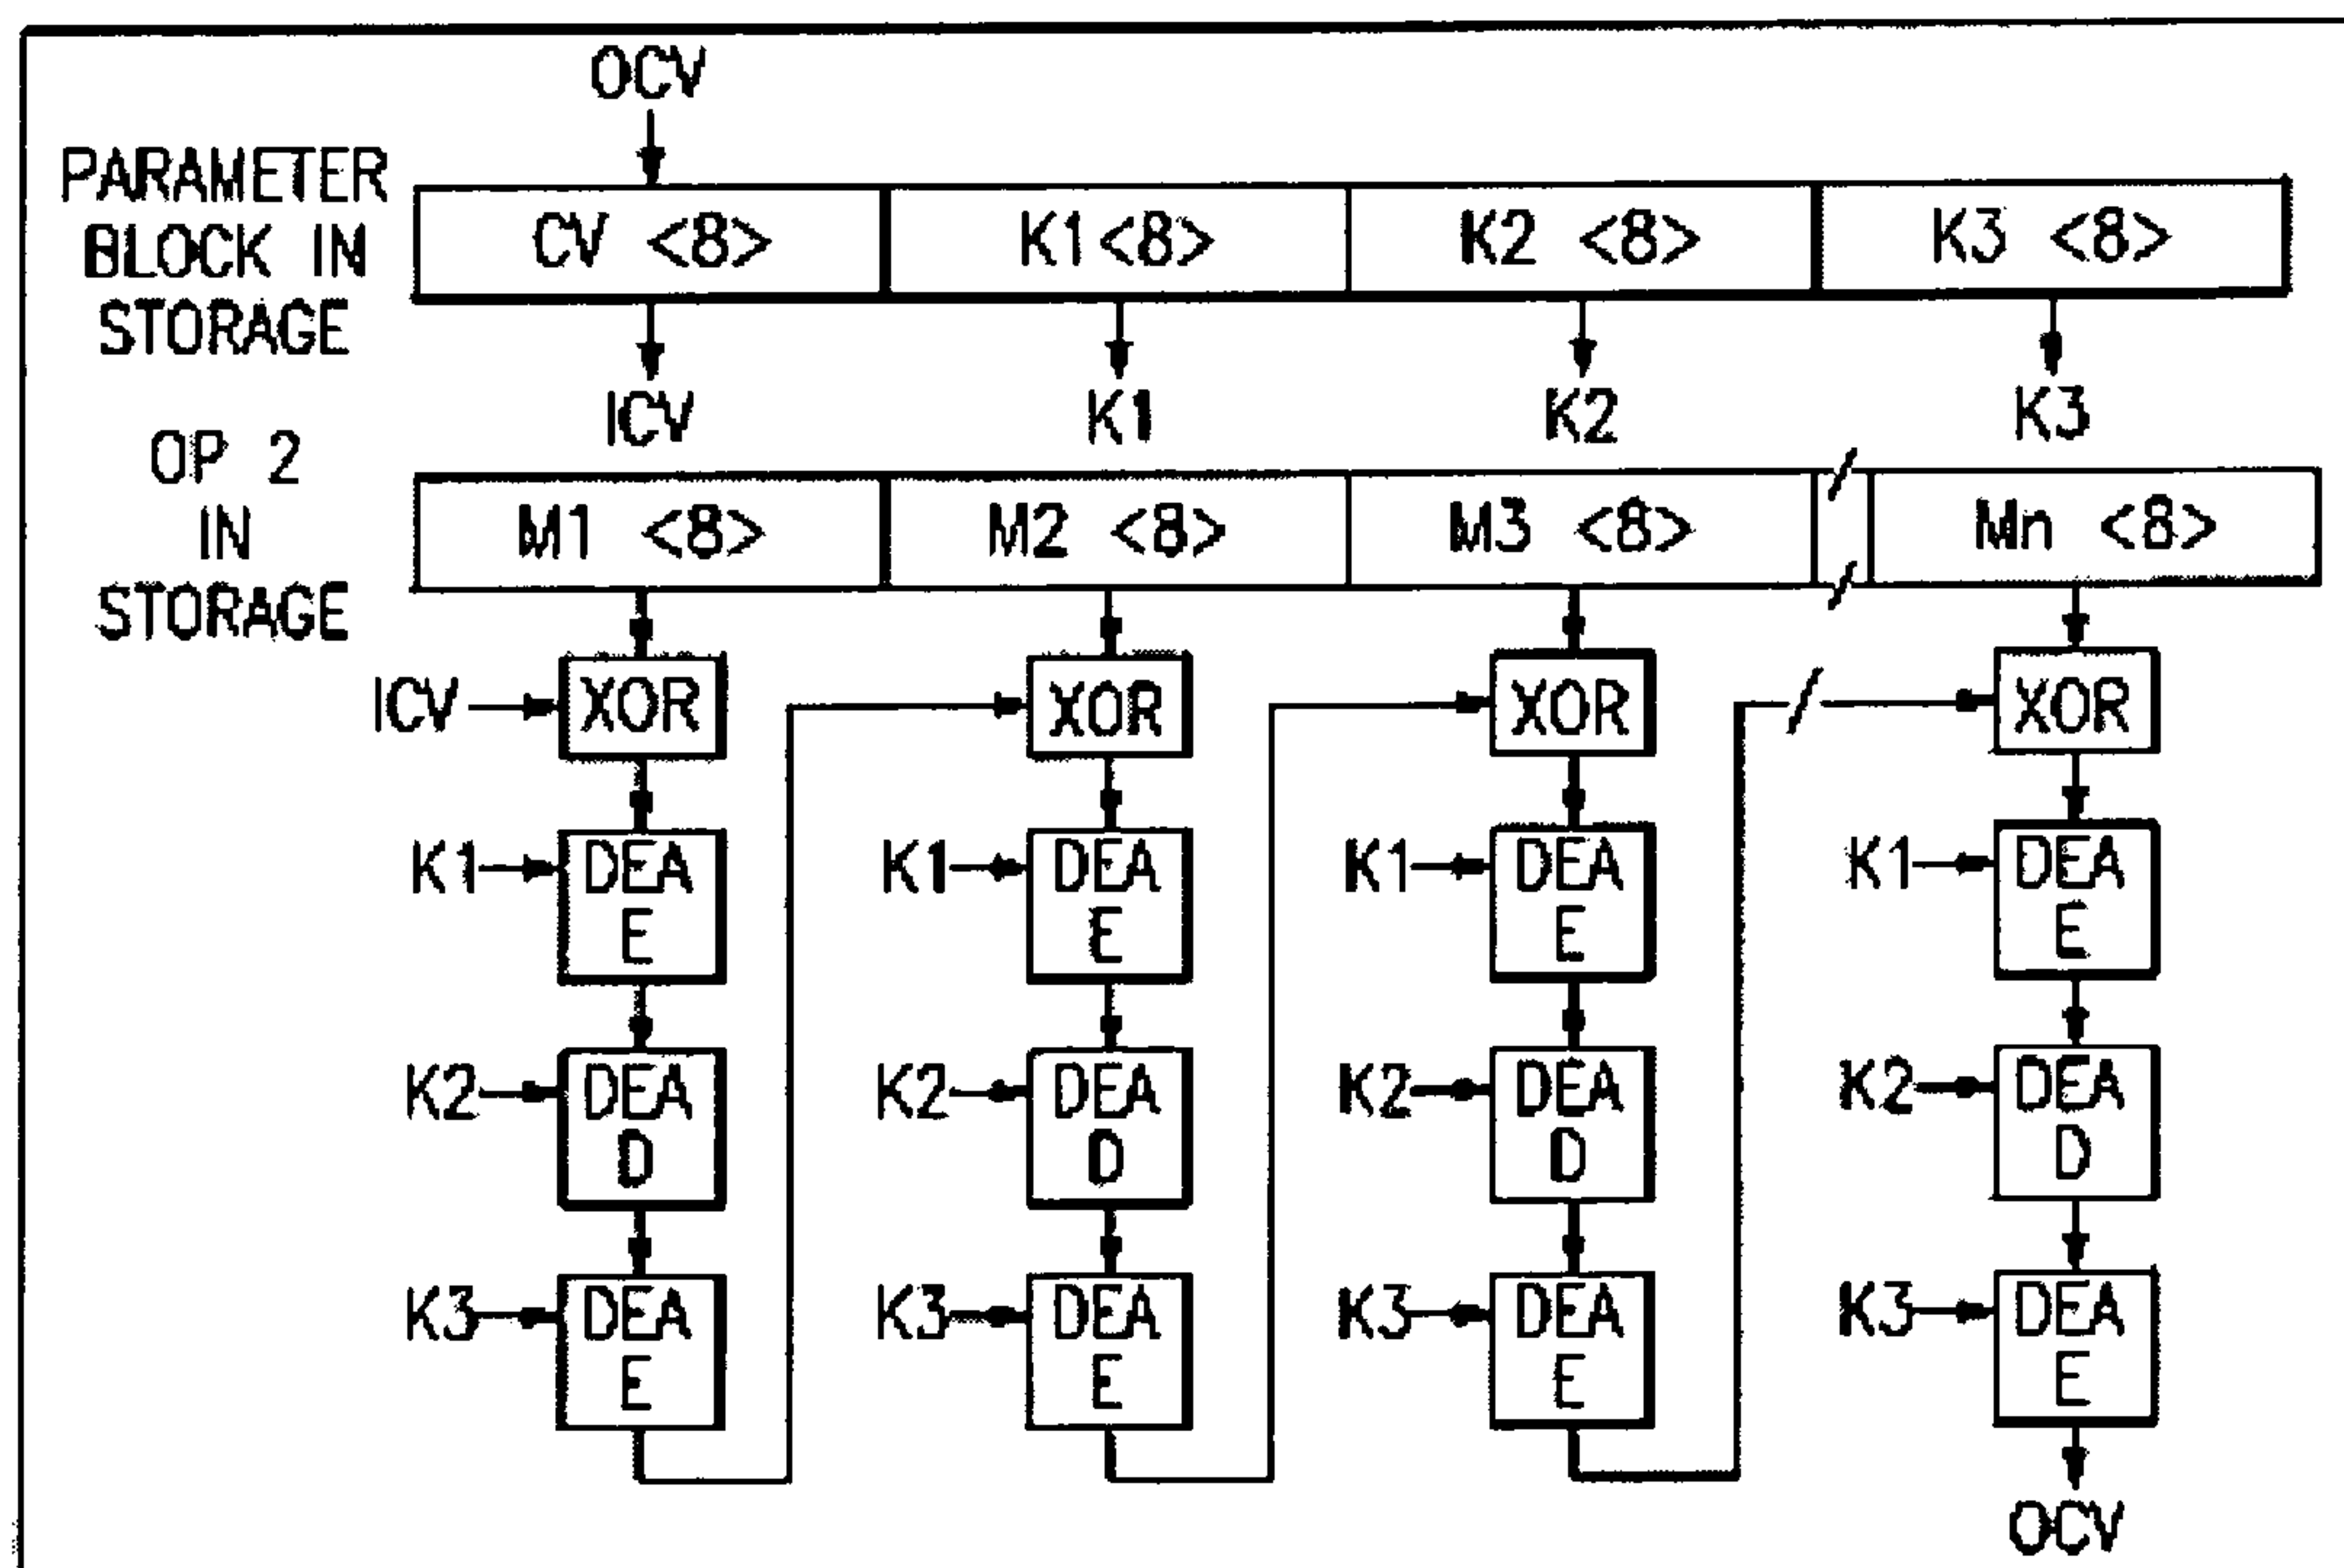 OCV
PARAMETER
BLOCK IN
STORAGE
CV <8> K1<8> K2 <8> K3 <8>
ICV K1 K2 K3
OP 2
IN
STORAGE
M1 <8> M2 <8> M3 <8> Mn <8>
ICV XOR XOR XOR XOR
K1 DEA K1 DEA K1 DEA K1 DEA
E E E E
K2 DEA K2 DEA K2 DEA K2 DEA
D D D D
K3 DEA K3 DEA K3 DEA K3 DEA
E E E E
OCV